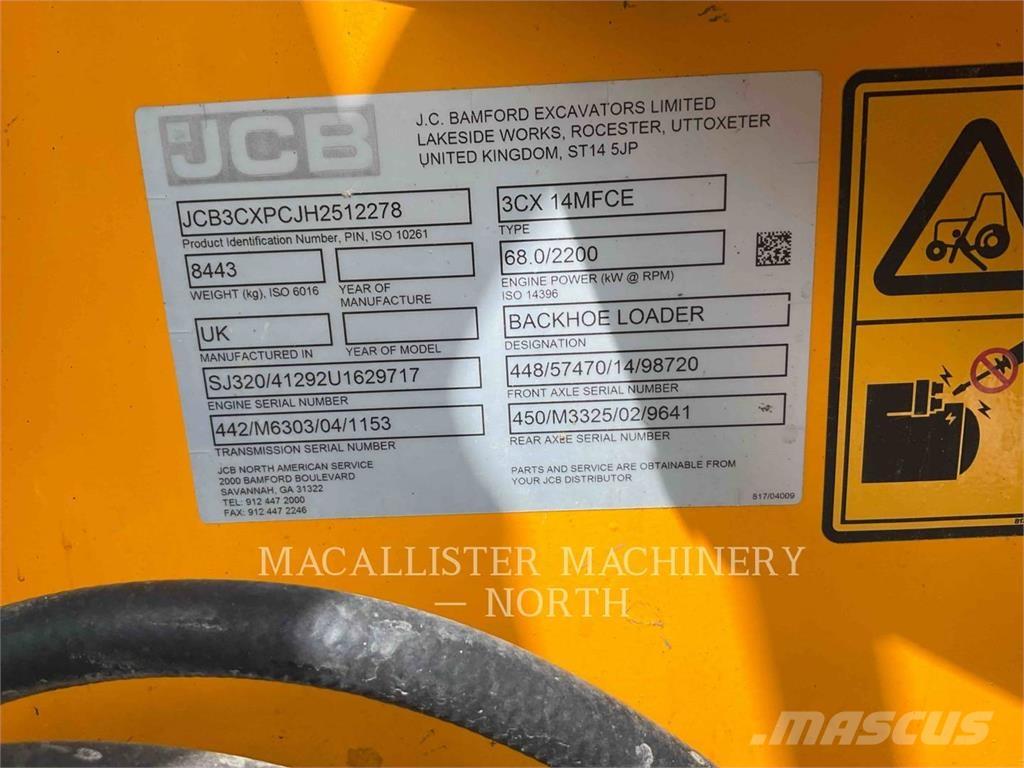 JCB
J.C. BAMFORD EXCAVATORS LIMITED
LAKESIDE WORKS, ROCESTER, UTTOXETER
UNITED KINGDOM, ST14 5JP
JCB3CXPCJH2512278
Product Identification Number, PIN, ISO 10261
8443
WEIGHT (kg), ISO 6016
YEAR OF
MANUFACTURE
UK
MANUFACTURED IN
YEAR OF MODEL
SJ320/41292U1629717
ENGINE SERIAL NUMBER
442/M6303/04/1153
TRANSMISSION SERIAL NUMBER
JCB NORTH AMERICAN SERVICE
2000 BAMFORD BOULEVARD
SAVANNAH, GA 31322
TEL: 912 447 2000
FAX: 912 447 2246
3CX 14MFCE
TYPE
68.0/2200
ENGINE POWER (kW @ RPM)
ISO 14396
BACKHOE LOADER
DESIGNATION
448/57470/14/98720
FRONT AXLE SERIAL NUMBER
450/M3325/02/9641
REAR AXLE SERIAL NUMBER
PARTS AND SERVICE ARE OBTAINABLE FROM
YOUR JCB DISTRIBUTOR
817/04009
MACALLISTER MACHINERY
— NORTH
MASCUS